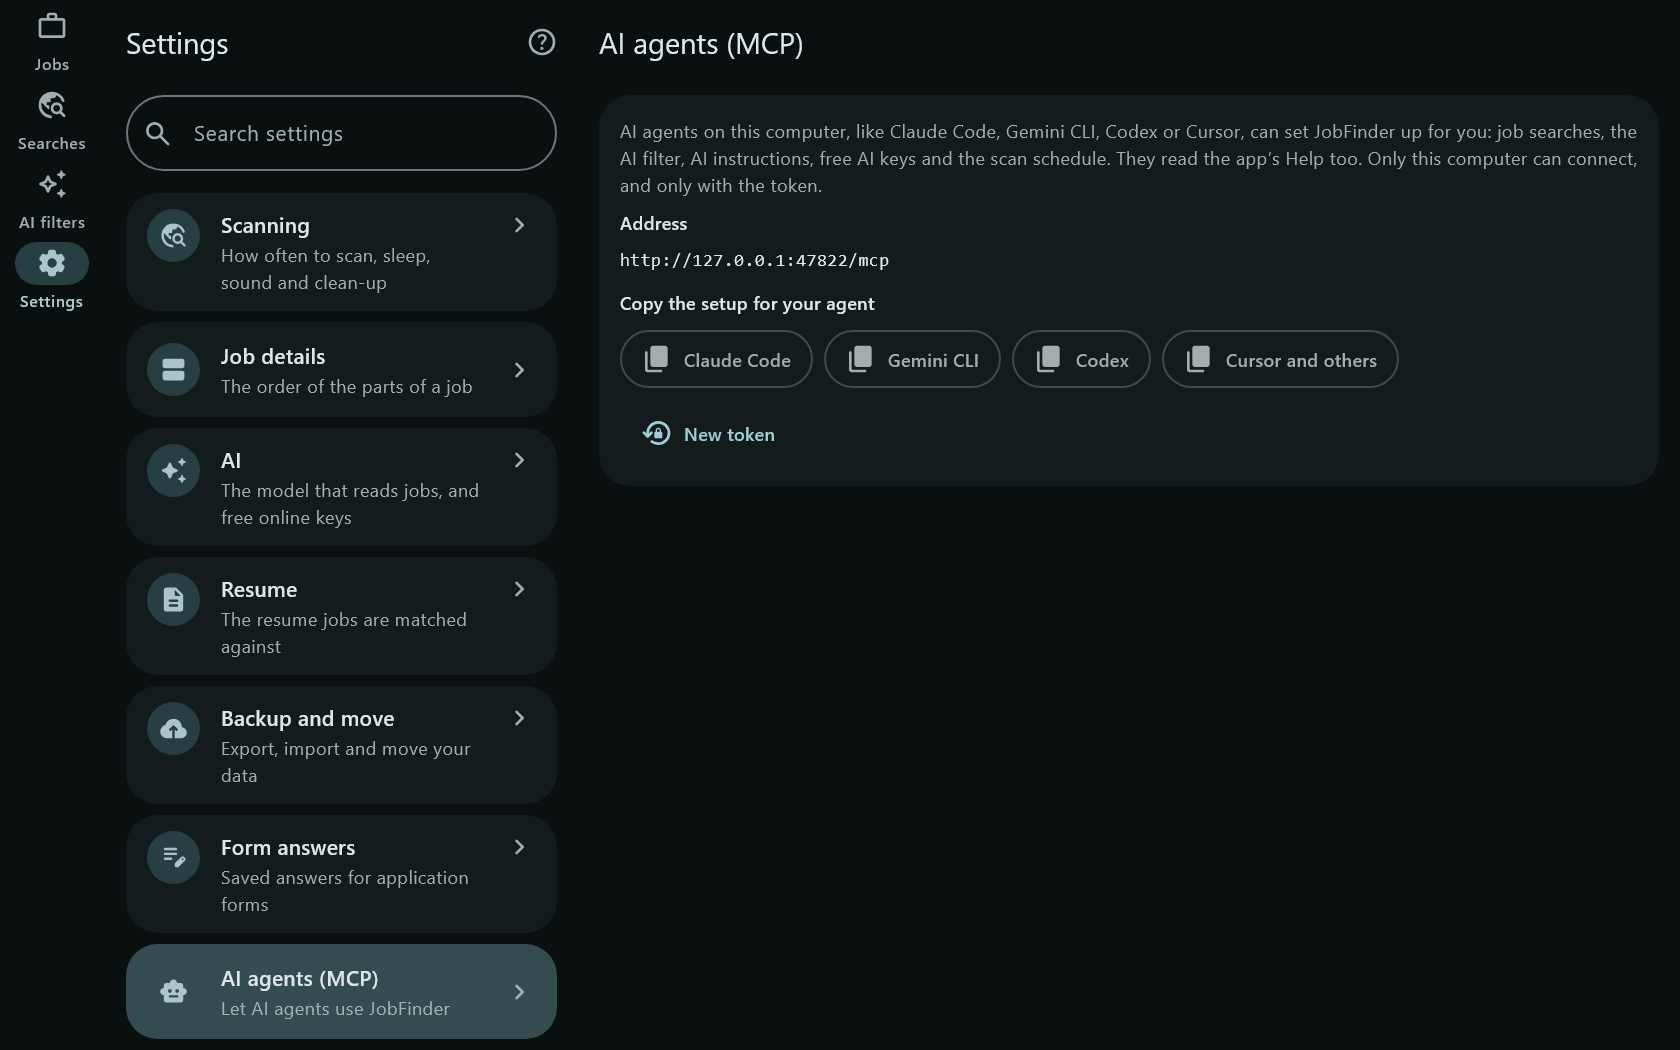 Jobs
Searches
AI filters
Settings
Settings
Search settings
Scanning
How often to scan, sleep,
sound and clean-up
Job details
The order of the parts of a job
AI
The model that reads jobs, and
free online keys
Resume
The resume jobs are matched
against
Backup and move
Export, import and move your
data
Form answers
Saved answers for application
forms
AI agents (MCP)
Let AI agents use JobFinder
AI agents (MCP)
AI agents on this computer, like Claude Code, Gemini CLI, Codex or Cursor, can set JobFinder up for you: job searches, the
AI filter, AI instructions, free AI keys and the scan schedule. They read the app’s Help too. Only this computer can connect,
and only with the token.
Address
http://127.0.0.1:47822/mcp
Copy the setup for your agent
Claude Code
Gemini CLI
Codex
Cursor and others
New token